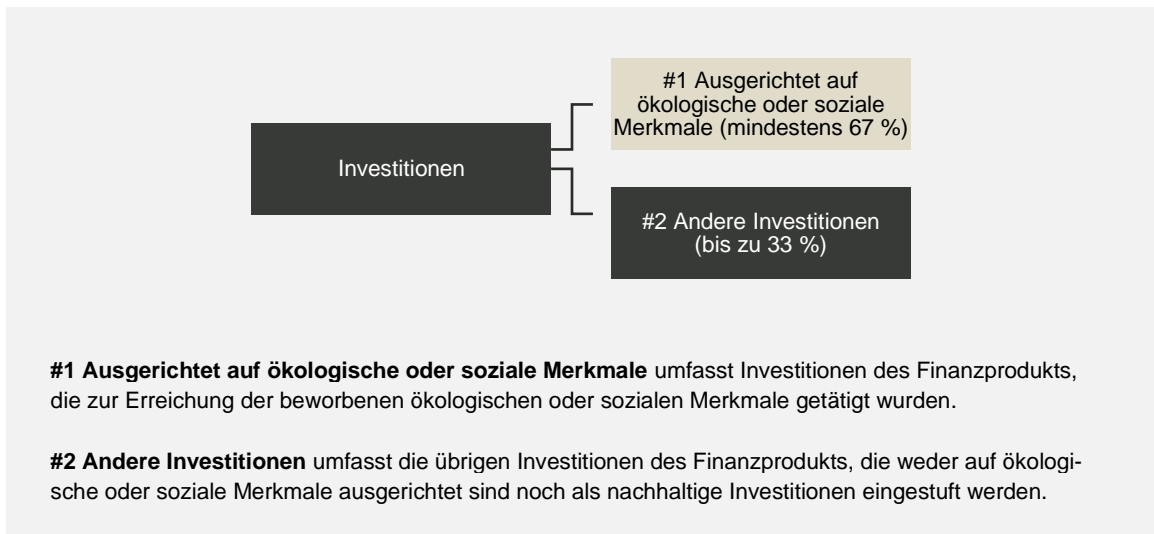 #1 Ausgerichtet auf
ökologische oder soziale
Merkmale (mindestens 67 %)
Investitionen
#2 Andere Investitionen
(bis zu 33 %)
#1 Ausgerichtet auf ökologische oder soziale Merkmale umfasst Investitionen des Finanzprodukts,
die zur Erreichung der beworbenen ökologischen oder sozialen Merkmale getätigt wurden.
#2 Andere Investitionen umfasst die übrigen Investitionen des Finanzprodukts, die weder auf ökologi-
sche oder soziale Merkmale ausgerichtet sind noch als nachhaltige Investitionen eingestuft werden.